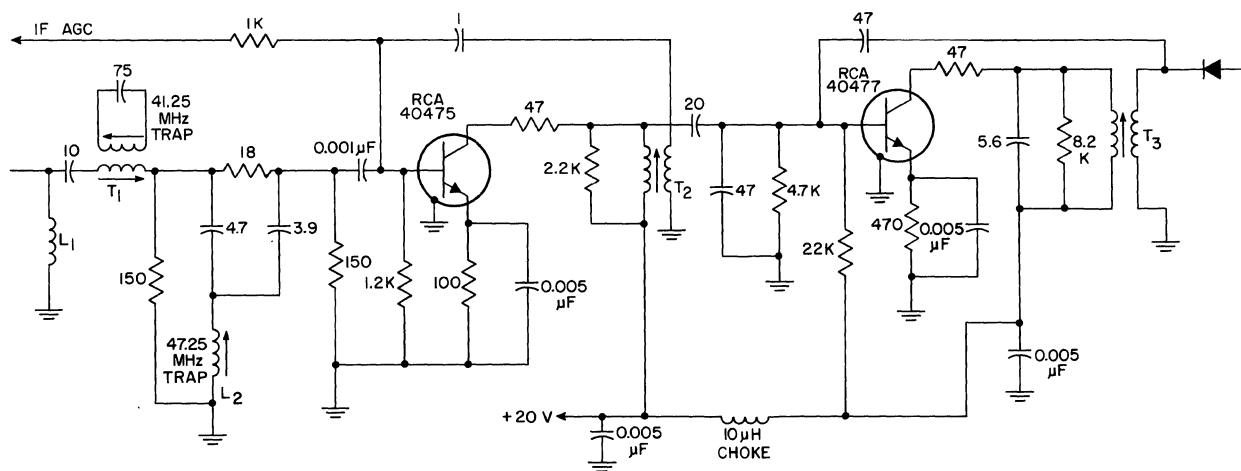 IF AGC
1K
1
47
75
41.25
MHz
TRAP
RCA
40475
47
20
RCA
40477
47
10
T1
18
0.001μF
2.2K
T2
47
4.7K
5.6
8.2
K
T3
L1
4.7
3.9
150
150
1.2K
100
0.005
μF
22K
470
0.005
μF
47.25
MHz
TRAP
L2
+20 V
0.005
μF
10μH
CHOKE
0.005
μF